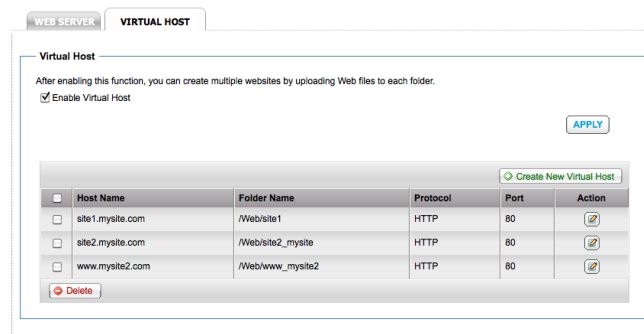 WEB SERVER
VIRTUAL HOST
Virtual Host
After enabling this function, you can create multiple websites by uploading Web files to each folder.
Enable Virtual Host
APPLY
Create New Virtual Host
Host Name Folder Name Protocol Port Action
site1.mysite.com /Web/site1 HTTP 80
site2.mysite.com /Web/site2_mysite HTTP 80
www.mysite2.com /Web/www_mysite2 HTTP 80
Delete